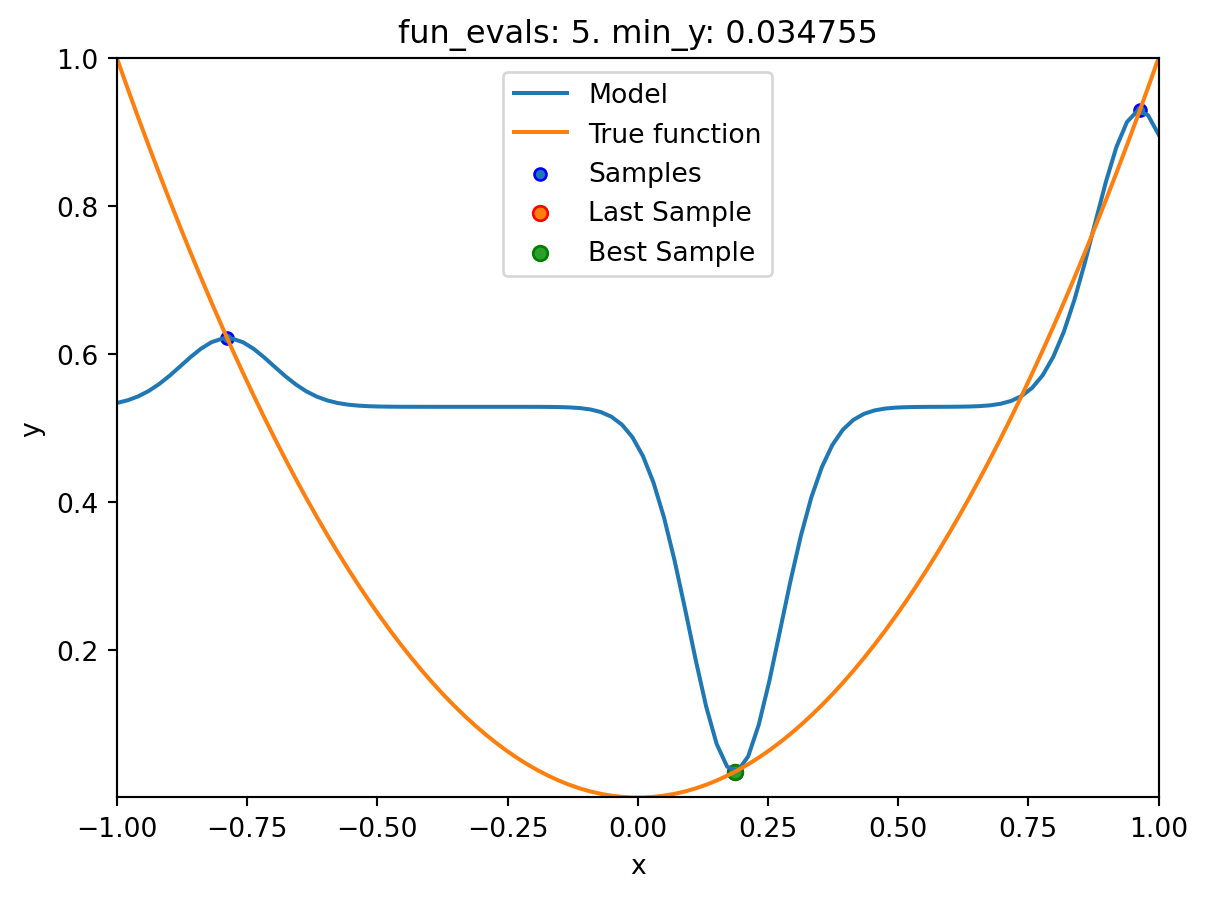 fun_evals: 5. min_y: 0.034755
Model
True function
Samples
Last Sample
Best Sample
1.0
0.8
0.6
0.4
0.2
y
−1.00 −0.75 −0.50 −0.25 0.00 0.25 0.50 0.75 1.00
x